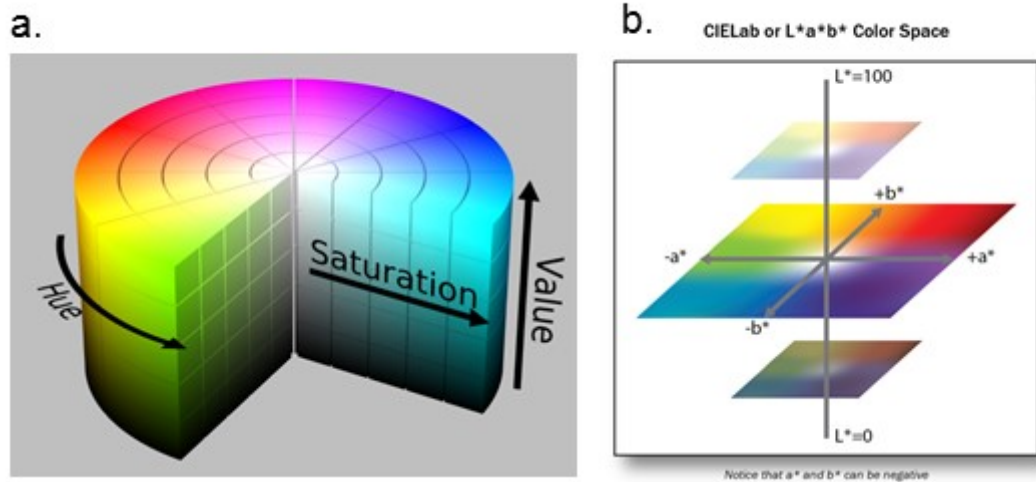 a.
Hue
Saturation
Value
b.
CIELab or L*a*b* Color Space
L*=100
+b*
-a*
+a*
-b*
L*=0
Notice that a* and b* can be negative